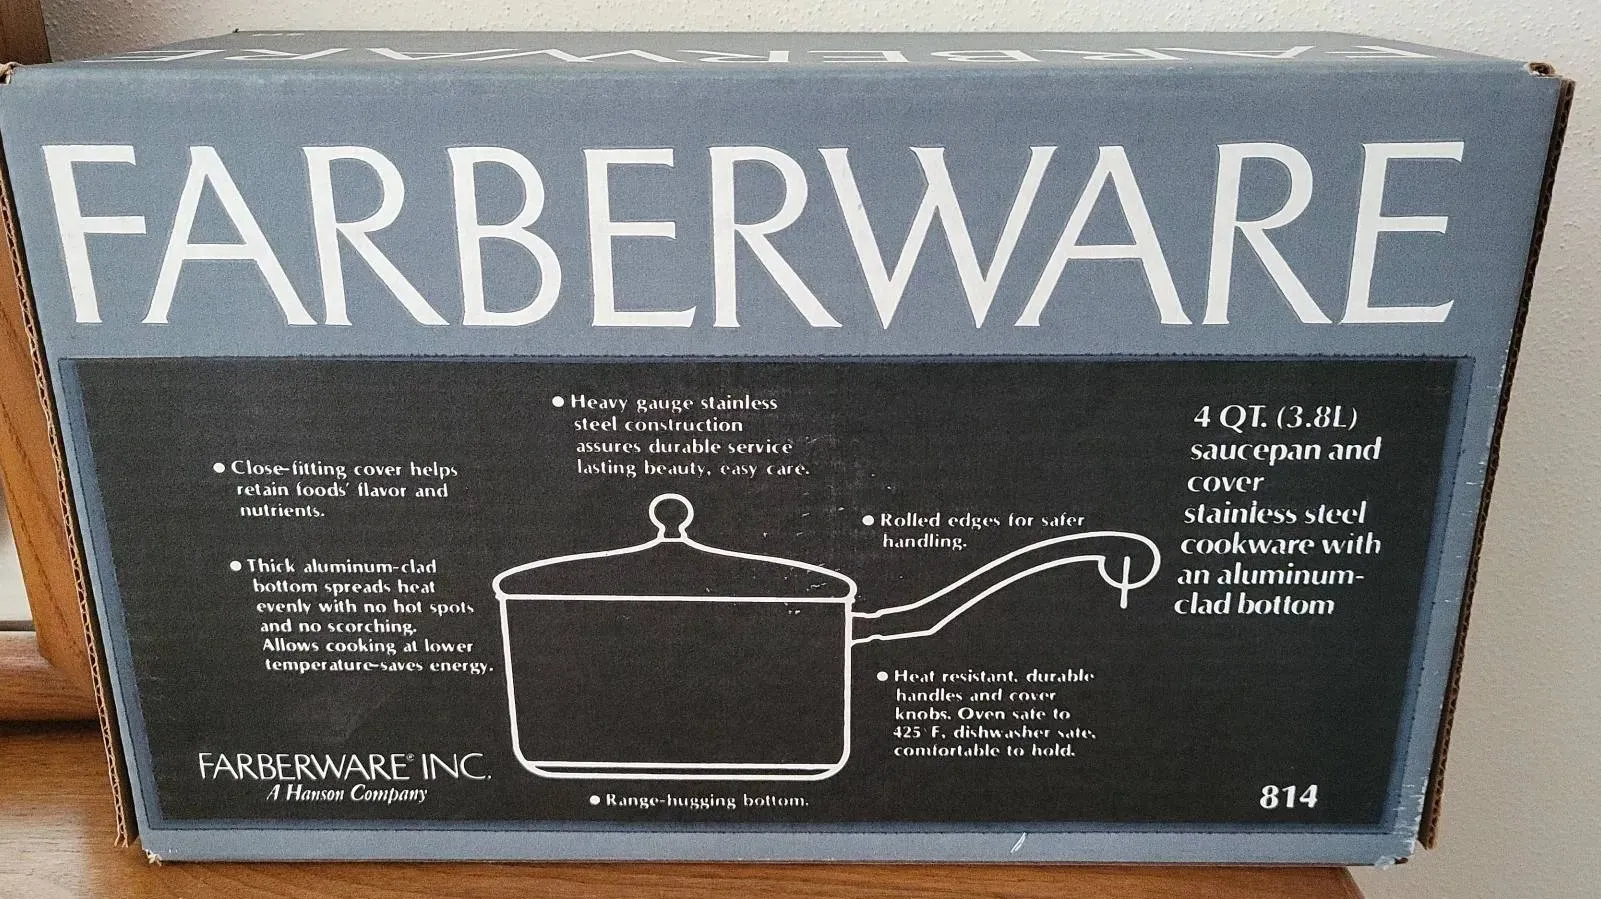 FARBERWARE
FARBERWARE
● Heavy gauge stainless
steel construction
assures durable service
lasting beauty, easy care.
● Close-fitting cover helps
retain foods' flavor and
nutrients.
● Thick aluminum-clad
bottom spreads heat
evenly with no hot spots
and no scorching.
Allows cooking at lower
temperature-saves energy.
● Rolled edges for safer
handling.
● Heat resistant, durable
handles and cover
knobs. Oven safe to
425° F, dishwasher safe,
comfortable to hold.
● Range-hugging bottom.
4 QT. (3.8L)
saucepan and
cover
stainless steel
cookware with
an aluminum-
clad bottom
FARBERWARE® INC.
A Hanson Company
814